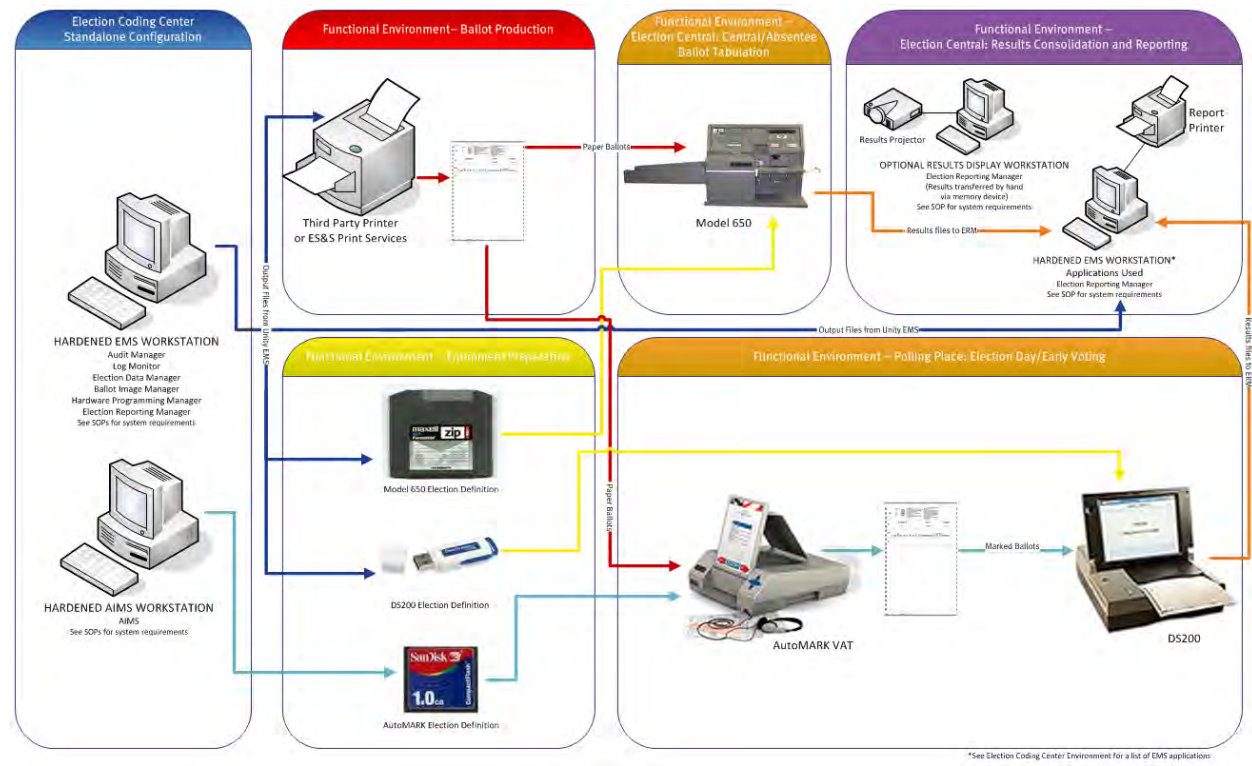 Election Coding Center
Standalone Configuration
HARDENED EMS WORKSTATION
Audit Manager
Log Monitor
Election Data Manager
Ballot Image Manager
Hardware Programming Manager
Election Reporting Manager
See SOPs for system requirements
HARDENED AIMS WORKSTATION
AIMS
See SOPs for system requirements
Functional Environment– Ballot Production
Third Party Printer
or ES&S Print Services
Output Files from Unity EMS
Paper Ballots
Functional Environment –
Election Central: Central/Absentee
Ballot Tabulation
Model 650
Results files to ERM
Functional Environment –
Election Central: Results Consolidation and Reporting
Results Projector
OPTIONAL RESULTS DISPLAY WORKSTATION
Election Reporting Manager
(Results transferred by hand
via memory device)
See SOP for system requirements
Report
Printer
HARDENED EMS WORKSTATION*
Applications Used
Election Reporting Manager
See SOP for system requirements
Output Files from Unity EMS
Results files to ERM
Functional Environment – Equipment Preparation
maxell
zip
Model 650 Election Definition
DS200 Election Definition
SanDisk
1.0 GB
CompactFlash
AutoMARK Election Definition
Functional Environment – Polling Place: Election Day/Early Voting
Paper Ballots
AutoMARK VAT
Marked Ballots
DS200
*See Election Coding Center Environment for a list of EMS applications